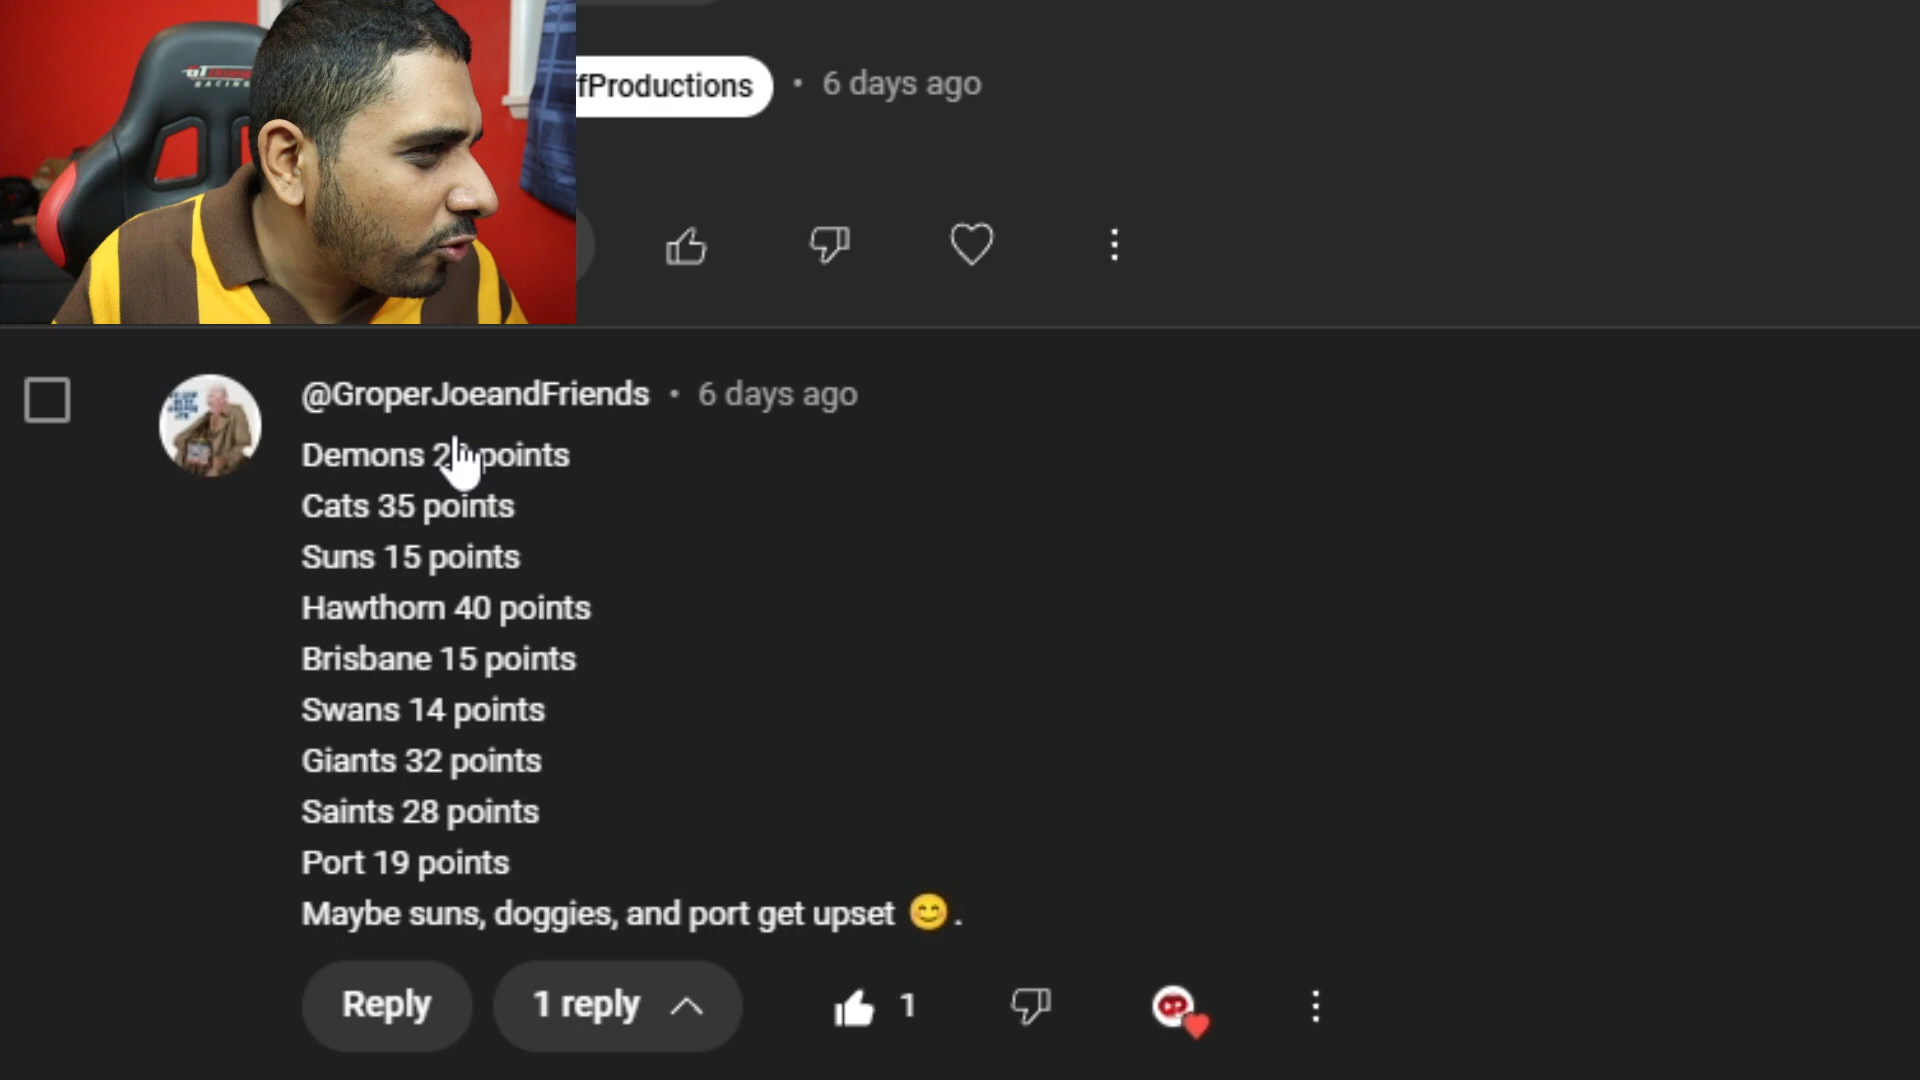 fProductions • 6 days ago
RACING
@GroperJoeandFriends • 6 days ago
Demons points
Cats 35 points
Suns 15 points
Hawthorn 40 points
Brisbane 15 points
Swans 14 points
Giants 32 points
Saints 28 points
Port 19 points
Maybe suns, doggies, and port get upset 😊.
Reply
1 reply
1